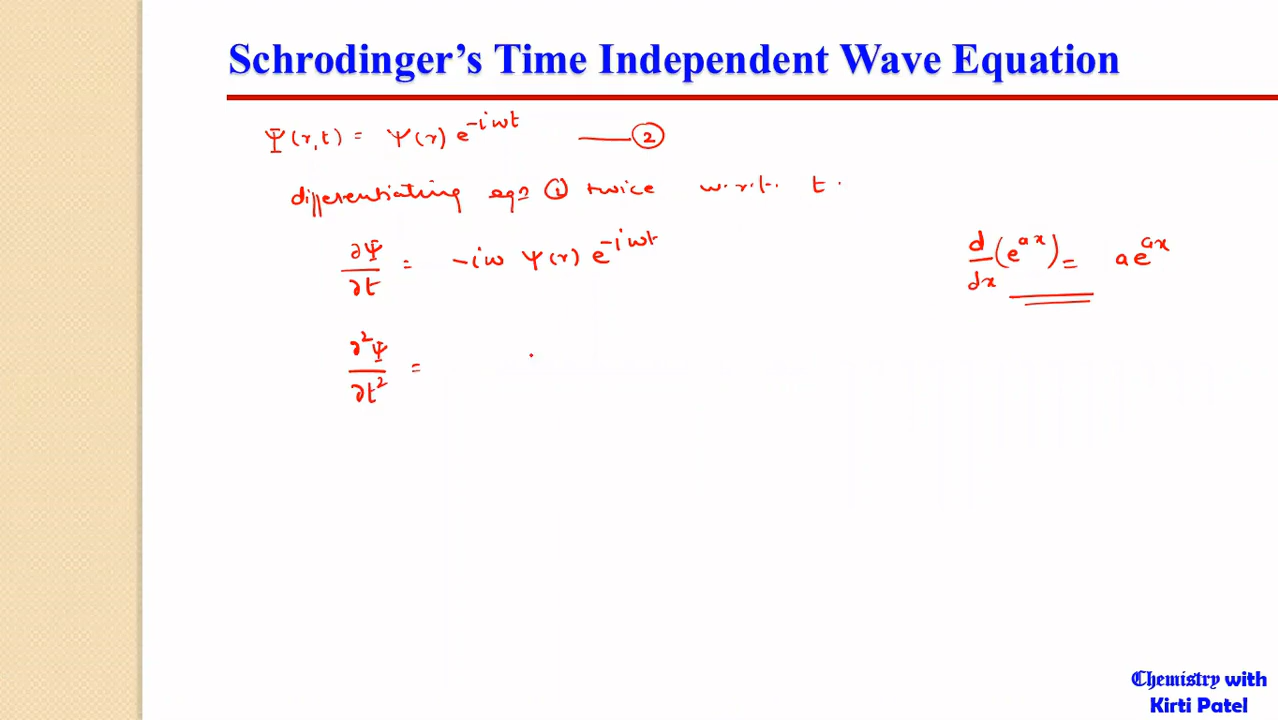 Schrodinger's Time Independent Wave Equation
Ψ(r,t) = ψ(r) e^-iωt —— ②
differentiating eqn ① twice w.r.t. t.
∂Ψ/∂t = -iω ψ(r) e^-iωt
d/dx (e^ax) = ae^ax
∂²Ψ/∂t² =
Chemistry with
Kirti Patel